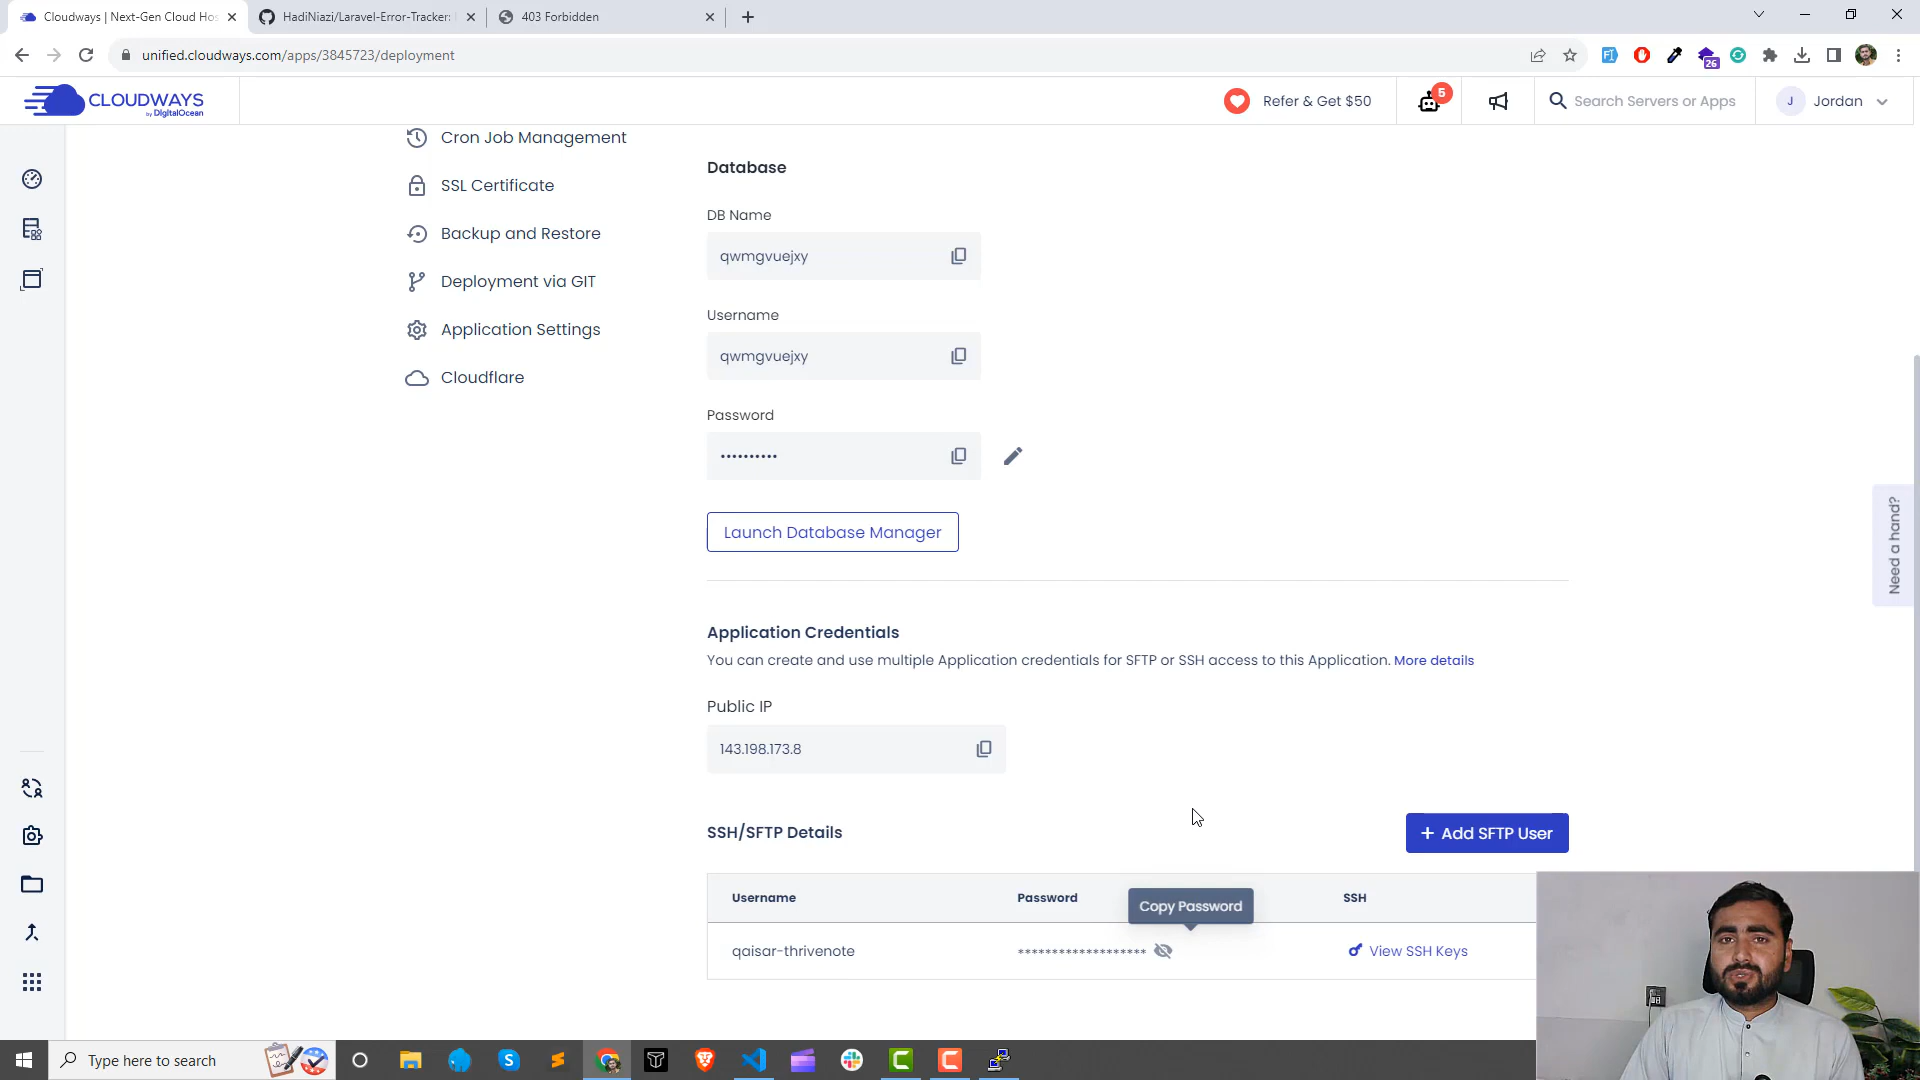 Cloudways | Next-Gen Cloud Hos
HadiNiazi/Laravel-Error-Tracker:
403 Forbidden
unified.cloudways.com/apps/3845723/deployment
26
CLOUDWAYS
by DigitalOcean
Refer & Get $50
5
Search Servers or Apps
J
Jordan
Cron Job Management
SSL Certificate
Backup and Restore
Deployment via GIT
Application Settings
Cloudflare
Database
DB Name
qwmgvuejxy
Username
qwmgvuejxy
Password
••••••••••
Launch Database Manager
Need a hand?
Application Credentials
You can create and use multiple Application credentials for SFTP or SSH access to this Application. More details
Public IP
143.198.173.8
SSH/SFTP Details
+ Add SFTP User
Username
Password
Copy Password
SSH
qaisar-thrivenote
*******************
View SSH Keys
Type here to search